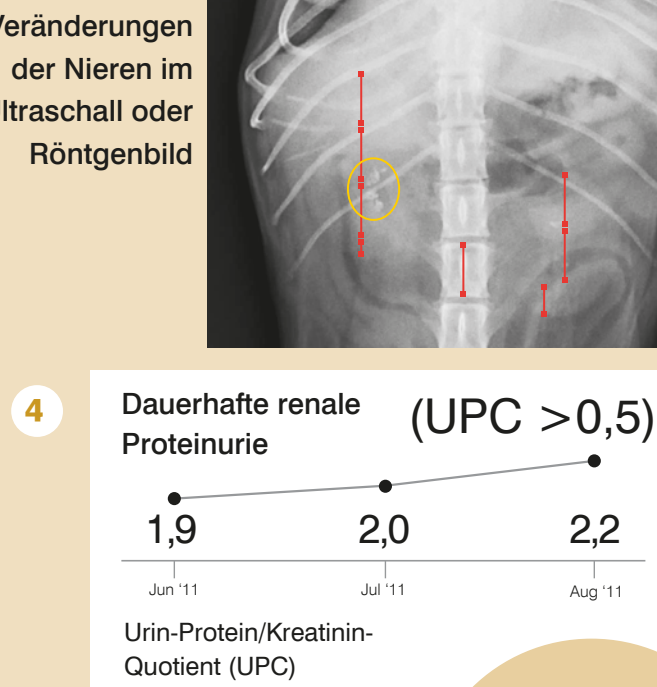 Veränderungen
der Nieren im
ltraschall oder
Röntgenbild
4
Dauerhafte renale
Proteinurie
(UPC >0,5)
1,9 2,0 2,2
Jun ‘11 Jul ‘11 Aug ‘11
Urin-Protein/Kreatinin-
Quotient (UPC)